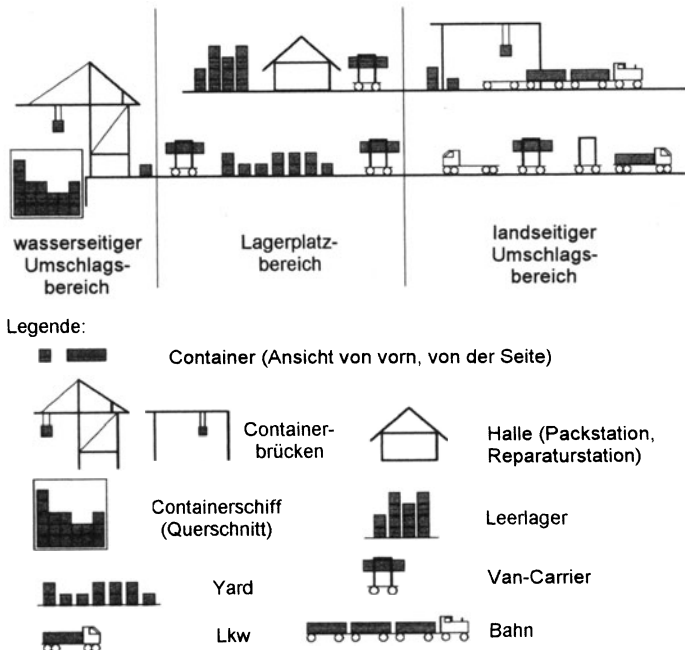 wasserseitiger
Umschlags-
bereich
Lagerplatz-
bereich
landseitiger
Umschlags-
bereich
Legende:
Container (Ansicht von vorn, von der Seite)
Container-
brücken
Halle (Packstation,
Reparaturstation)
Containerschiff
(Querschnitt)
Leerlager
Yard
Van-Carrier
Lkw
Bahn